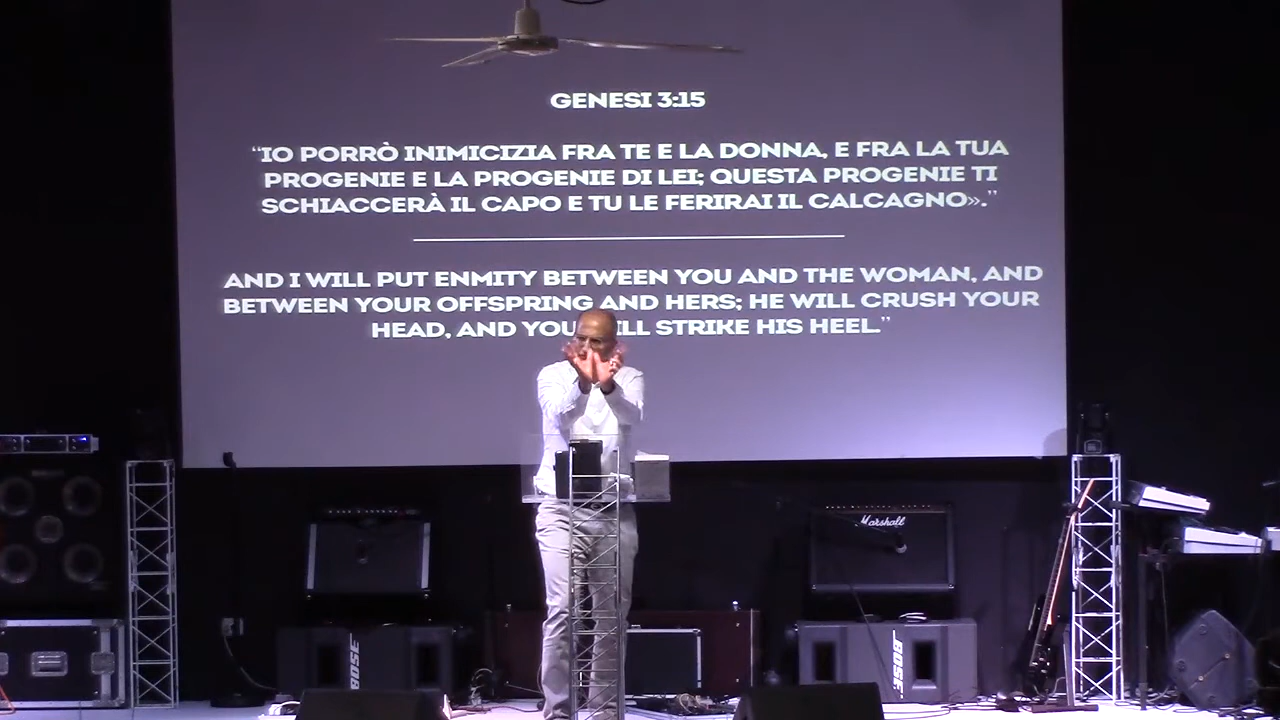 GENESI 3:15
“IO PORRÒ INIMICIZIA FRA TE E LA DONNA, E FRA LA TUA
PROGENIE E LA PROGENIE DI LEI; QUESTA PROGENIE TI
SCHIACCERÀ IL CAPO E TU LE FERIRAI IL CALCAGNO».”
AND I WILL PUT ENMITY BETWEEN YOU AND THE WOMAN, AND
BETWEEN YOUR OFFSPRING AND HERS; HE WILL CRUSH YOUR
HEAD, AND YOU WILL STRIKE HIS HEEL.”
Marshall
BOSE
BOSE